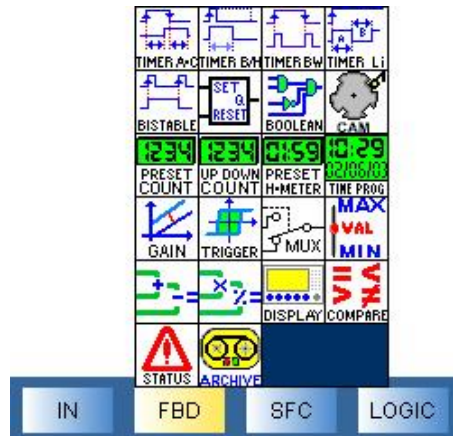 TIMER A-C TIMER B/H TIMER BW TIMER Li
A B
SET
Q
RESET
BISTABLE BOOLEAN CAM
1234 1234 01:59 10:29
02/06/03
PRESET COUNT UP DOWN COUNT PRESET H-METER TIME PROG
GAIN TRIGGER MUX MAX
VAL
MIN
+ - =
× ÷ =
DISPLAY COMPARE
STATUS ARCHIVE
IN FBD SFC LOGIC